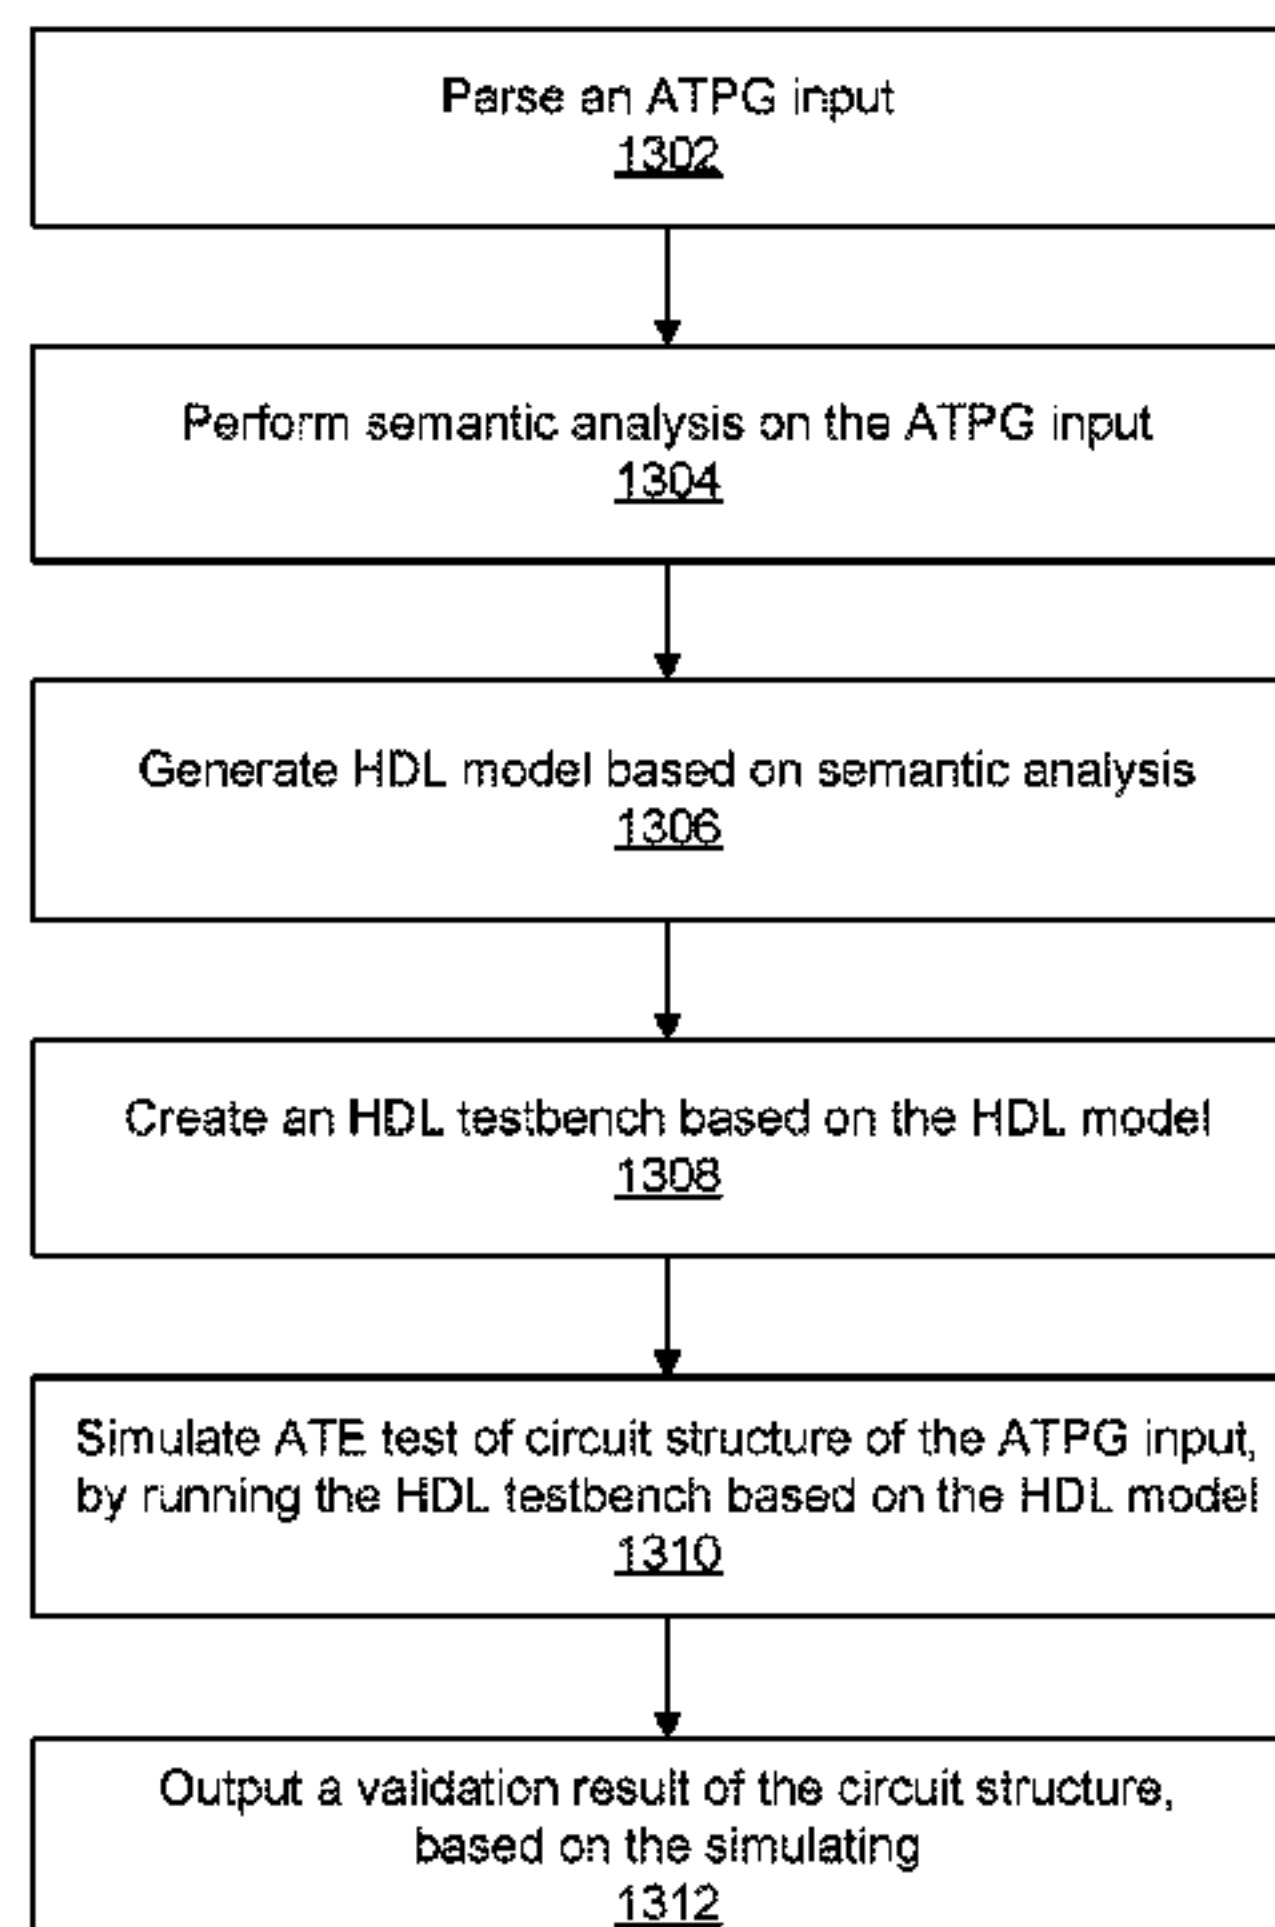 Parse an ATPG input
1302
Perform semantic analysis on the ATPG input
1304
Generate HDL model based on semantic analysis
1306
Create an HDL testbench based on the HDL model
1308
Simulate ATE test of circuit structure of the ATPG input,
by running the HDL testbench based on the HDL model
1310
Output a validation result of the circuit structure,
based on the simulating
1312